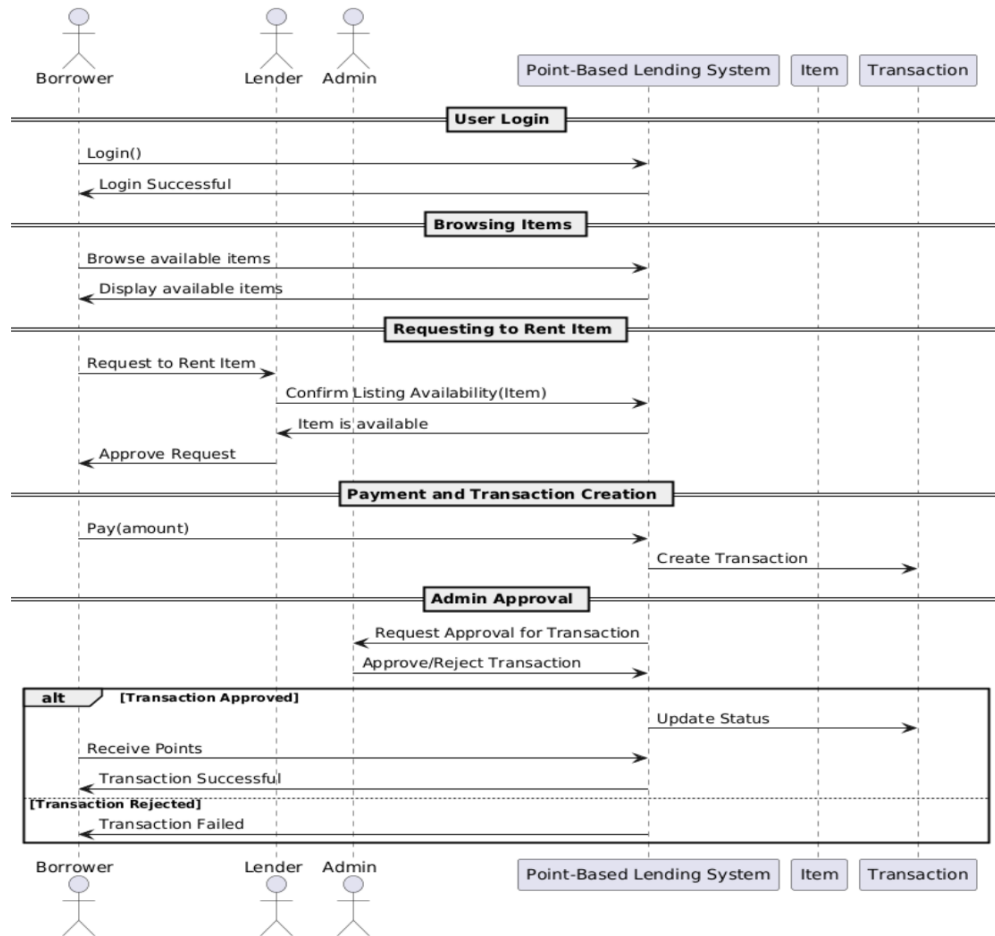 Borrower
Lender
Admin
Point-Based Lending System
Item
Transaction
User Login
Login()
Login Successful
Browsing Items
Browse available items
Display available items
Requesting to Rent Item
Request to Rent Item
Confirm Listing Availability(Item)
Item is available
Approve Request
Payment and Transaction Creation
Pay(amount)
Create Transaction
Admin Approval
Request Approval for Transaction
Approve/Reject Transaction
alt
[Transaction Approved]
Update Status
Receive Points
Transaction Successful
[Transaction Rejected]
Transaction Failed
Borrower
Lender
Admin
Point-Based Lending System
Item
Transaction